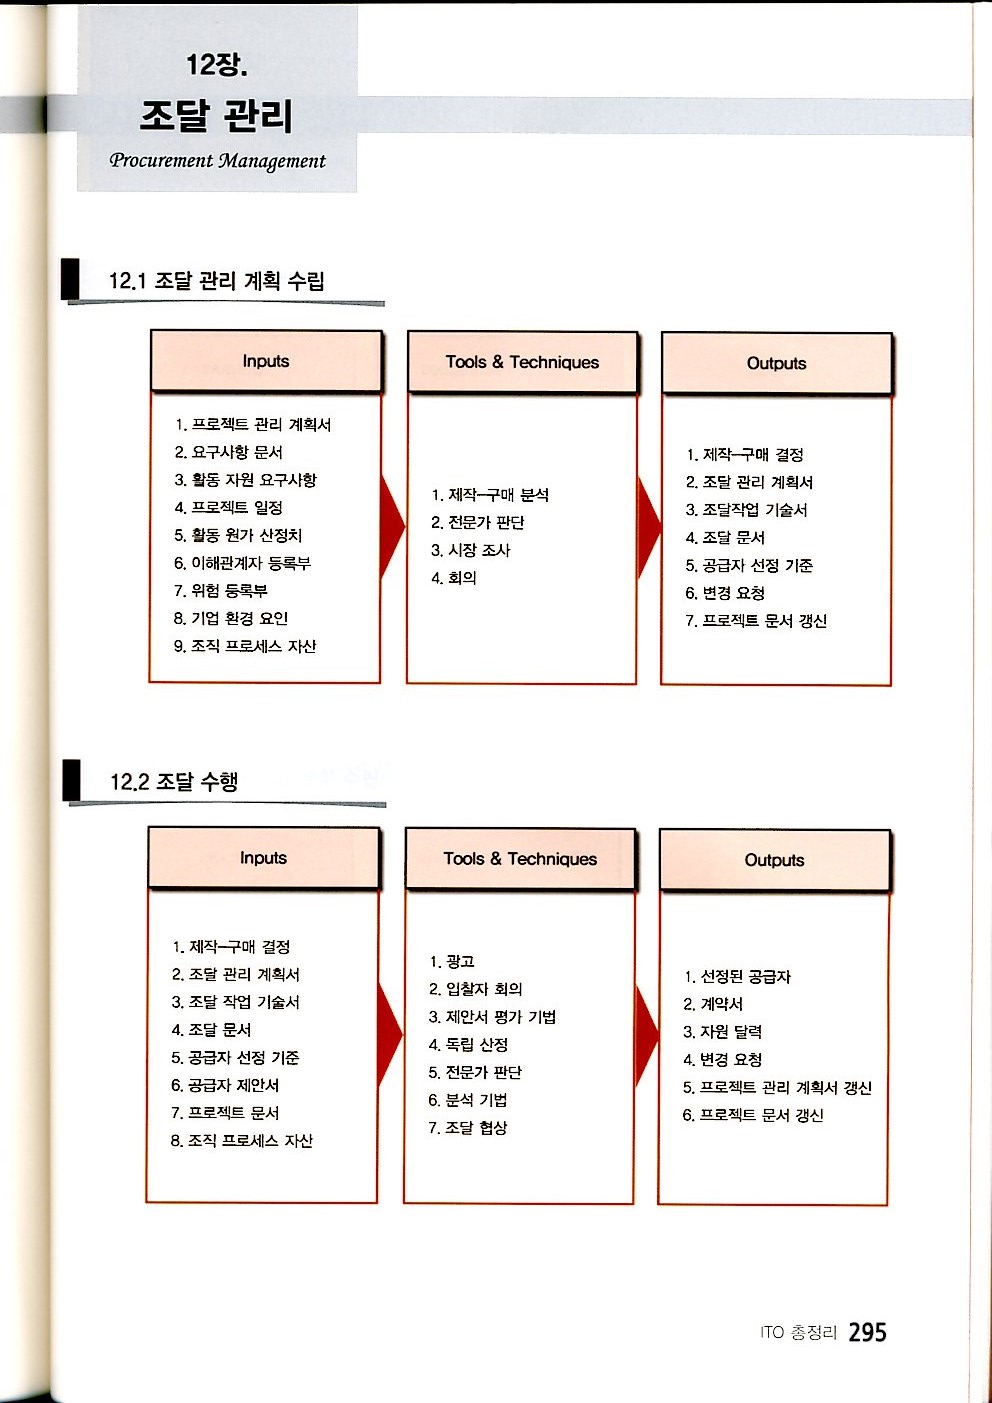 12장.
조달 관리
Procurement Management
12.1 조달 관리 계획 수립
Inputs
1. 프로젝트 관리 계획서
2. 요구사항 문서
3. 활동 자원 요구사항
4. 프로젝트 일정
5. 활동 원가 산정치
6. 이해관계자 등록부
7. 위험 등록부
8. 기업 환경 요인
9. 조직 프로세스 자산
Tools & Techniques
1. 제작-구매 분석
2. 전문가 판단
3. 시장 조사
4. 회의
Outputs
1. 제작-구매 결정
2. 조달 관리 계획서
3. 조달작업 기술서
4. 조달 문서
5. 공급자 선정 기준
6. 변경 요청
7. 프로젝트 문서 갱신
12.2 조달 수행
Inputs
1. 제작-구매 결정
2. 조달 관리 계획서
3. 조달 작업 기술서
4. 조달 문서
5. 공급자 선정 기준
6. 공급자 제안서
7. 프로젝트 문서
8. 조직 프로세스 자산
Tools & Techniques
1. 광고
2. 입찰자 회의
3. 제안서 평가 기법
4. 독립 산정
5. 전문가 판단
6. 분석 기법
7. 조달 협상
Outputs
1. 선정된 공급자
2. 계약서
3. 자원 달력
4. 변경 요청
5. 프로젝트 관리 계획서 갱신
6. 프로젝트 문서 갱신
ITO 총정리 295